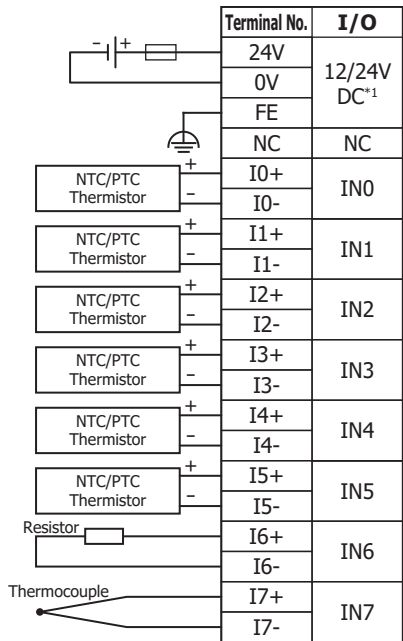 Terminal No. I/O
- + 24V
0V
12/24V
DC*1
FE
NC NC
NTC/PTC
Thermistor
+ I0+
- I0-
IN0
NTC/PTC
Thermistor
+ I1+
- I1-
IN1
NTC/PTC
Thermistor
+ I2+
- I2-
IN2
NTC/PTC
Thermistor
+ I3+
- I3-
IN3
NTC/PTC
Thermistor
+ I4+
- I4-
IN4
NTC/PTC
Thermistor
+ I5+
- I5-
IN5
Resistor
I6+
I6-
IN6
Thermocouple
I7+
I7-
IN7